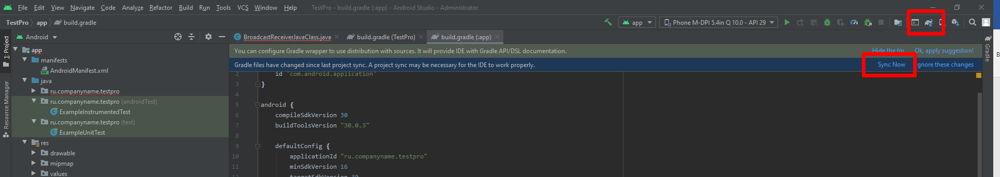 File Edit View Navigate Code Analyze Refactor Build Run Tools VCS Window Help TestPro - build.gradle (:app) - Android Studio - Administrator
TestPro app build.gradle app Phone M-DPI 5.4in Q 10.0 - API 29
1: Project
Resource Manager
Android
app
manifests
AndroidManifest.xml
MF
java
ru.companyname.testpro
ru.companyname.testpro (androidTest)
ExampleInstrumentedTest
ru.companyname.testpro (test)
ExampleUnitTest
res
drawable
mipmap
values
BroadcastReceiverJavaClass.java build.gradle (TestPro) build.gradle (:app)
You can configure Gradle wrapper to use distribution with sources. It will provide IDE with Gradle API/DSL documentation. Hide the tip Ok, apply suggestion!
Gradle files have changed since last project sync. A project sync may be necessary for the IDE to work properly. Sync Now gnore these changes
2 id 'com.android.application'
3 }
4
5 android {
6 compileSdkVersion 30
7 buildToolsVersion "30.0.3"
8
9 defaultConfig {
10 applicationId "ru.companyname.testpro"
11 minSdkVersion 16
12 targetSdkVersion 30
Gradle
B